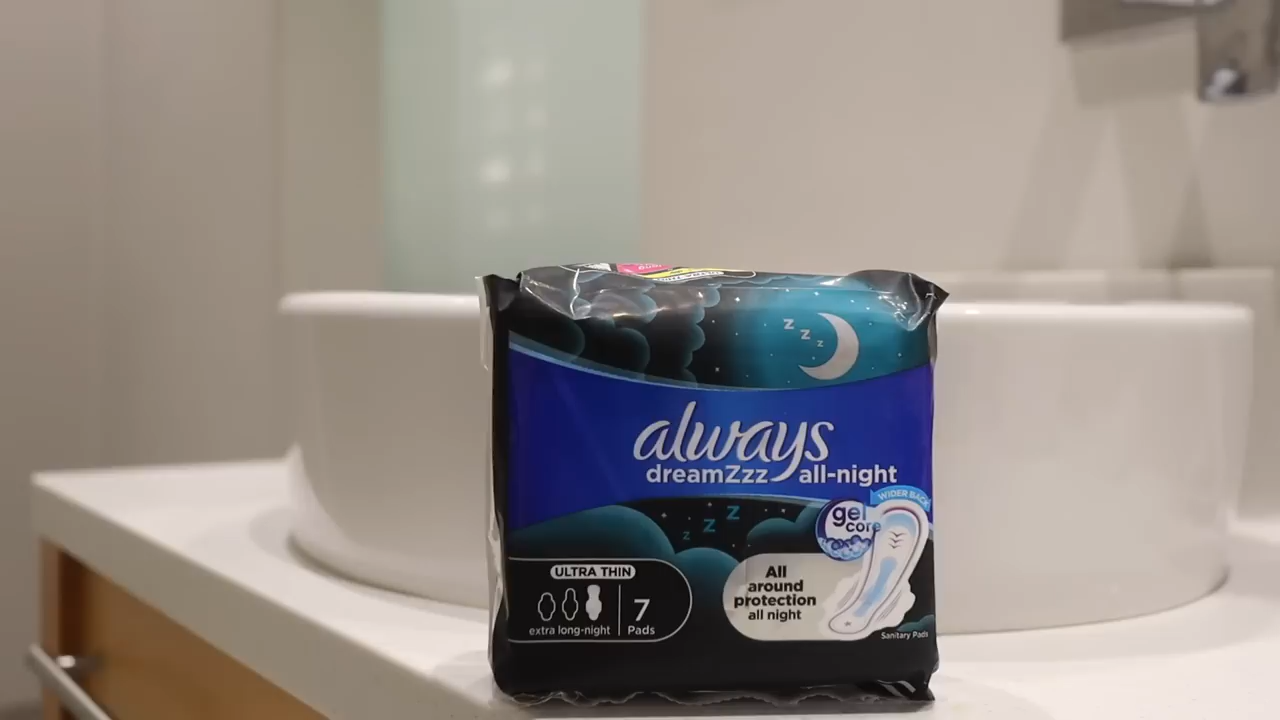 z
z
z
always
dreamZzz all-night
z
z
z
WIDER BACK
gel
core
ULTRA THIN
7
extra long-night
Pads
All
around
protection
all night
Sanitary Pads